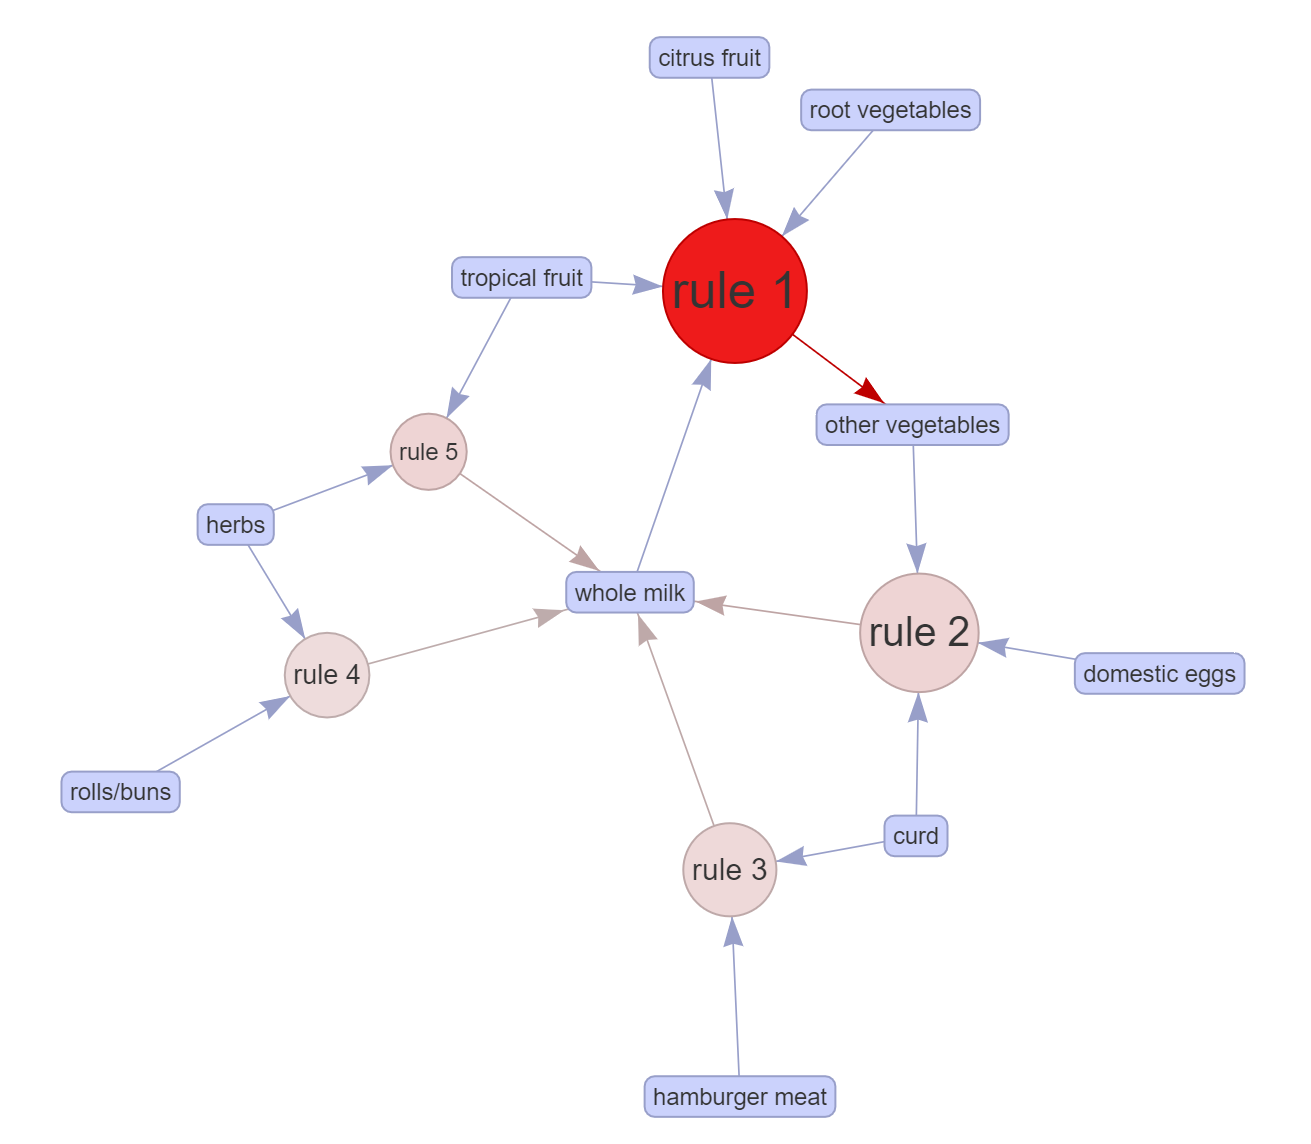 citrus fruit
root vegetables
tropical fruit
rule 1
other vegetables
rule 5
herbs
whole milk
rule 2
rule 4
domestic eggs
rolls/buns
curd
rule 3
hamburger meat